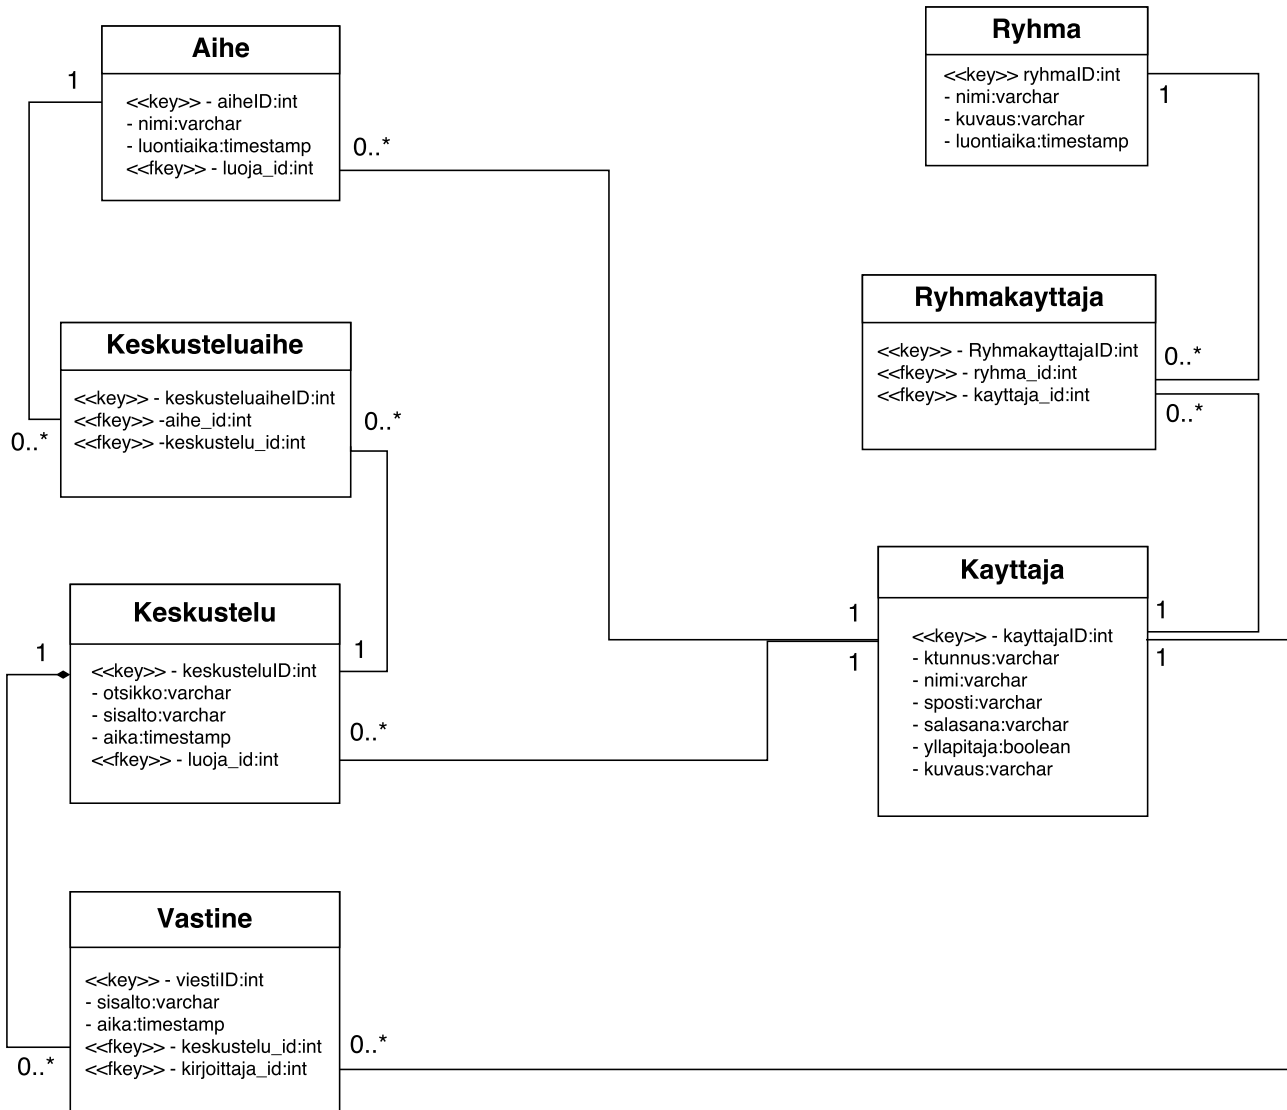 Aihe
<<key>> - aiheID:int
- nimi:varchar
- luontiaika:timestamp
<<fkey>> - luoja_id:int
1
0..*
Ryhma
<<key>> ryhmaID:int
- nimi:varchar
- kuvaus:varchar
- luontiaika:timestamp
1
Keskusteluaihe
<<key>> - keskusteluaiheID:int
<<fkey>> -aihe_id:int
<<fkey>> -keskustelu_id:int
0..*
0..*
Ryhmakayttaja
<<key>> - RyhmakayttajaID:int
<<fkey>> - ryhma_id:int
<<fkey>> - kayttaja_id:int
0..*
0..*
Keskustelu
<<key>> - keskusteluID:int
- otsikko:varchar
- sisalto:varchar
- aika:timestamp
<<fkey>> - luoja_id:int
1
1
0..*
Kayttaja
<<key>> - kayttajaID:int
- ktunnus:varchar
- nimi:varchar
- sposti:varchar
- salasana:varchar
- yllapitaja:boolean
- kuvaus:varchar
1
1
1
1
Vastine
<<key>> - viestiID:int
- sisalto:varchar
- aika:timestamp
<<fkey>> - keskustelu_id:int
<<fkey>> - kirjoittaja_id:int
0..*
0..*